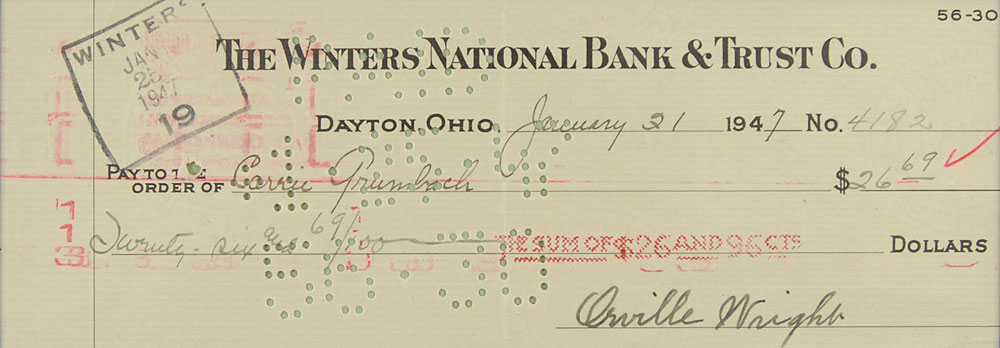 56-30
WINTERS
JAN
25
1947
19
THE WINTERS NATIONAL BANK & TRUST CO.
DAYTON, OHIO, January 21 1947 No. 4182
PAY TO THE
ORDER OF Carrie Grumbach $26 69
Twenty-six and 69/100 THE SUM OF $26 AND 96 CTS DOLLARS
Orville Wright